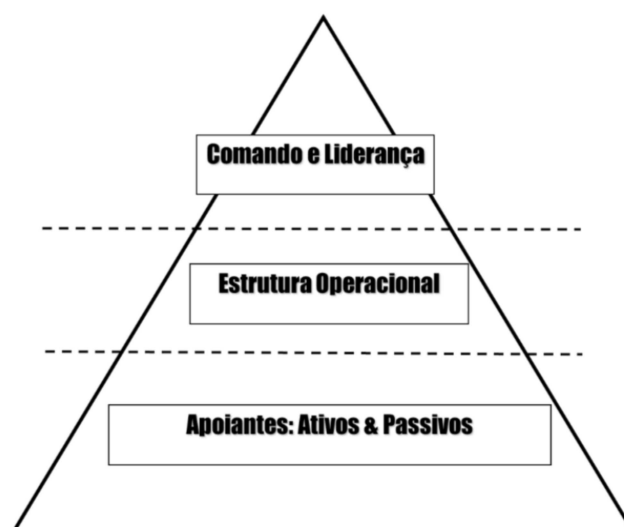 Comando e Liderança
Estrutura Operacional
Apoiantes: Ativos & Passivos